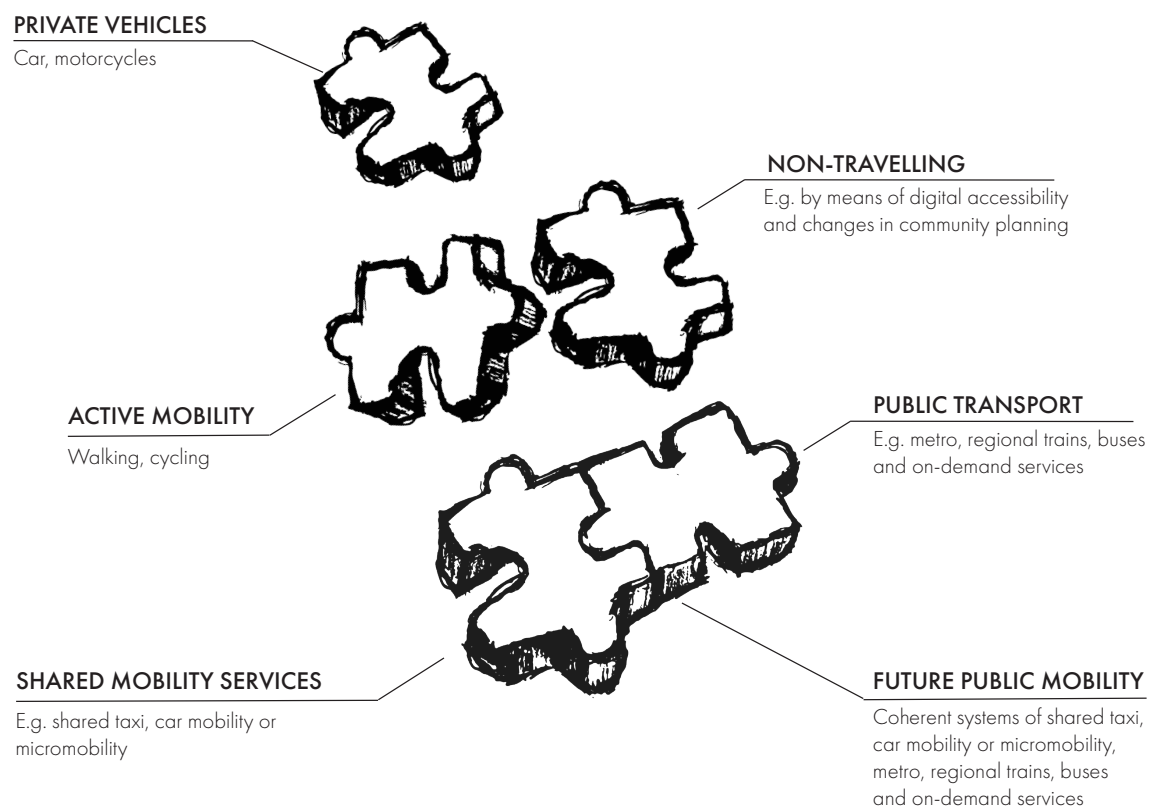 PRIVATE VEHICLES
Car, motorcycles
NON-TRAVELLING
E.g. by means of digital accessibility
and changes in community planning
ACTIVE MOBILITY
Walking, cycling
PUBLIC TRANSPORT
E.g. metro, regional trains, buses
and on-demand services
SHARED MOBILITY SERVICES
E.g. shared taxi, car mobility or
micromobility
FUTURE PUBLIC MOBILITY
Coherent systems of shared taxi,
car mobility or micromobility,
metro, regional trains, buses
and on-demand services